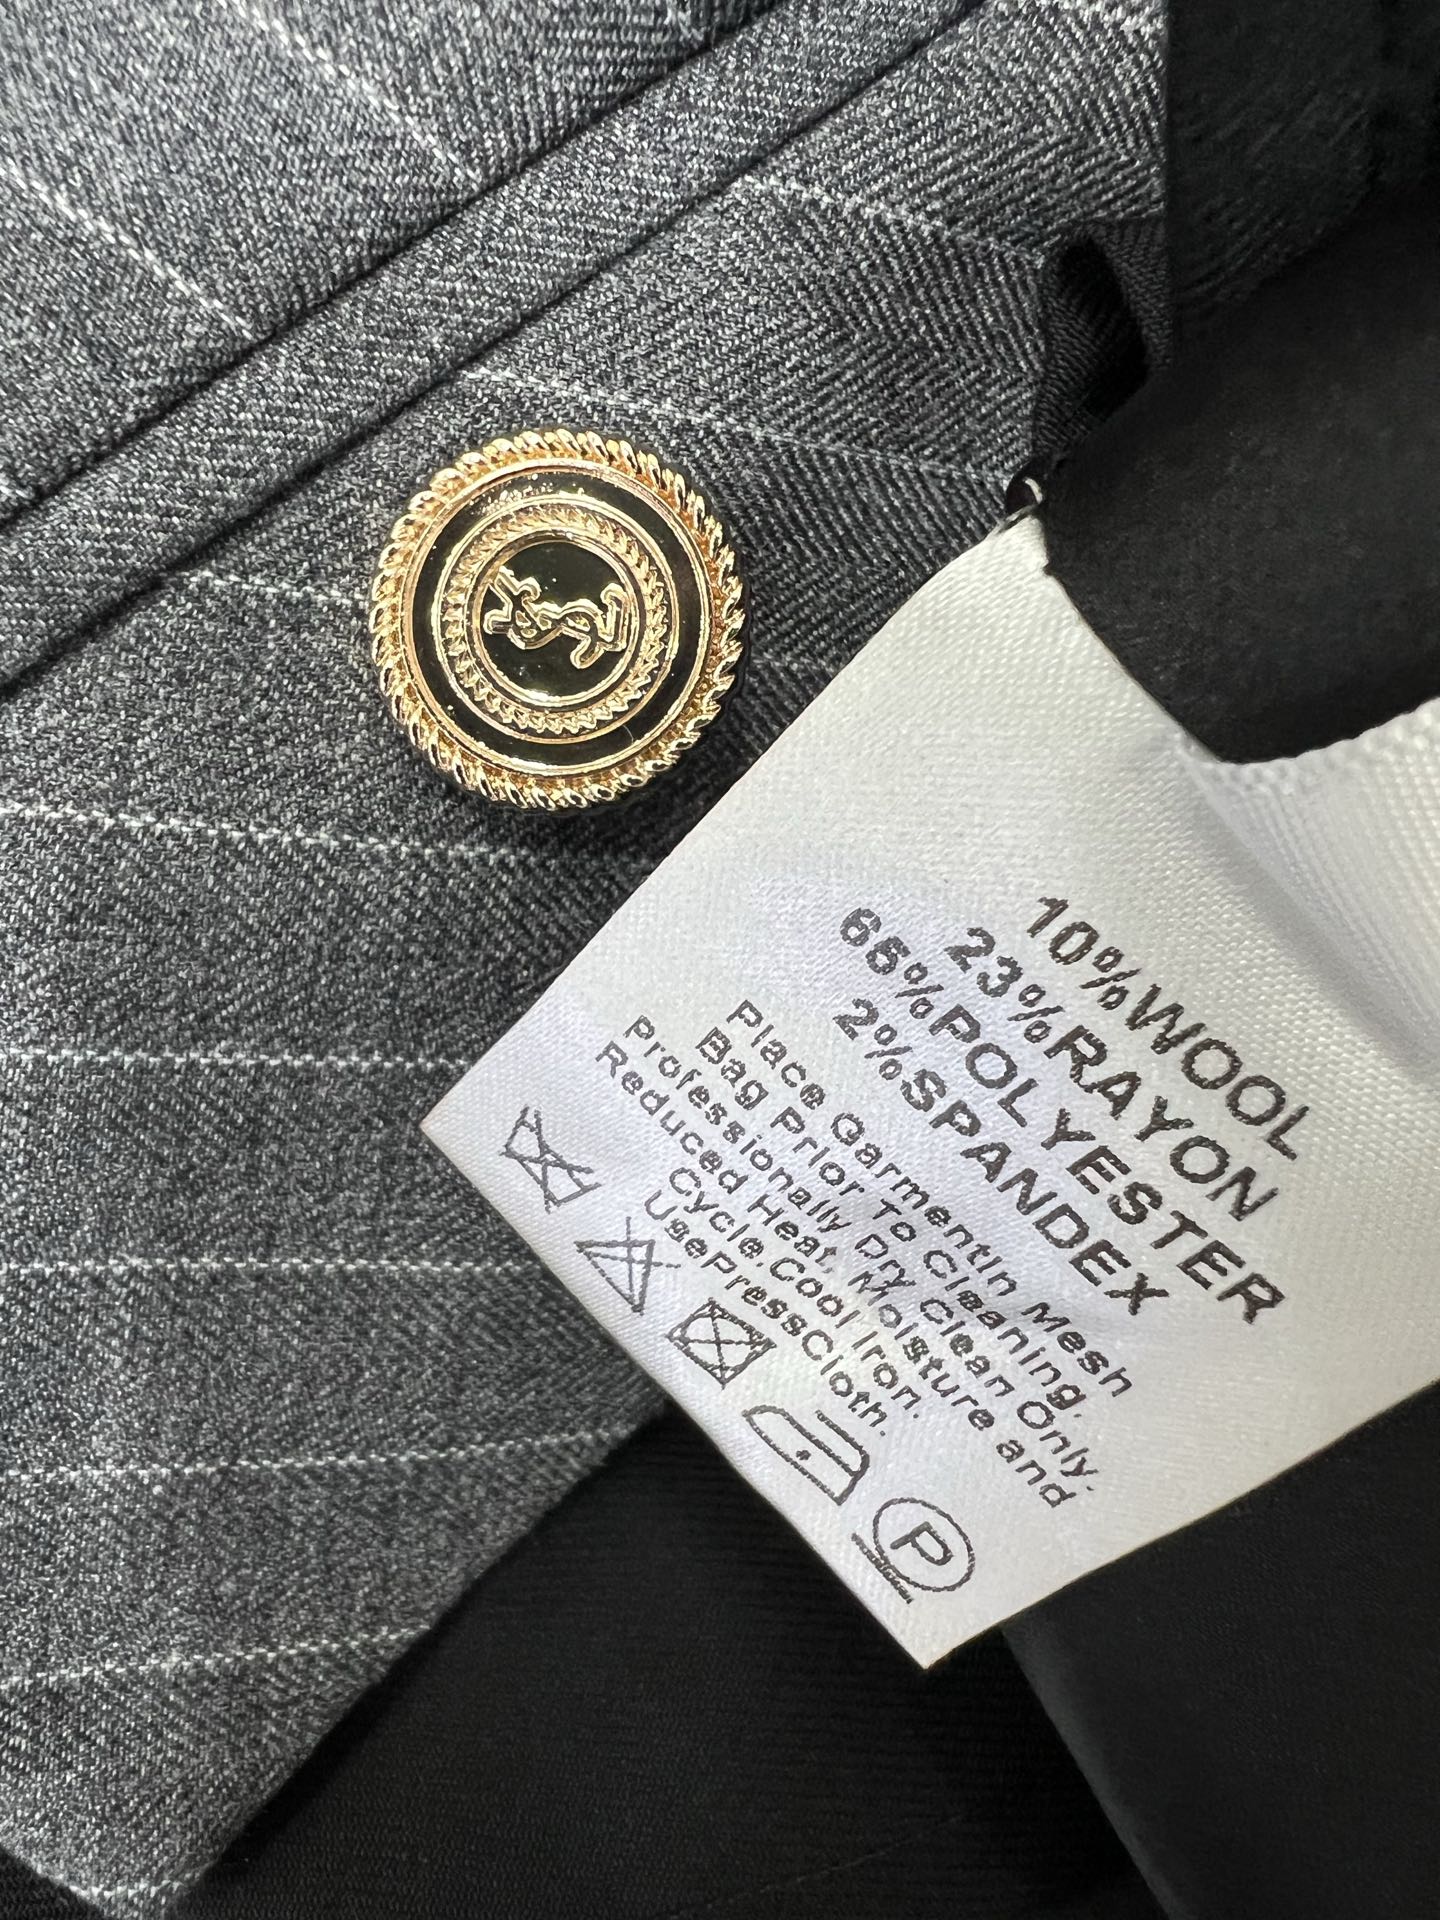 YSL
10%WOOL
23%RAYON
65%POLYESTER
2%SPANDEX
Place GarmentIn Mesh
Bag Prior To Cleaning.
Professionally Dry Clean Only.
Reduced Heat, Moisture and
Cycle.Cool Iron.
UsePressCloth.
P